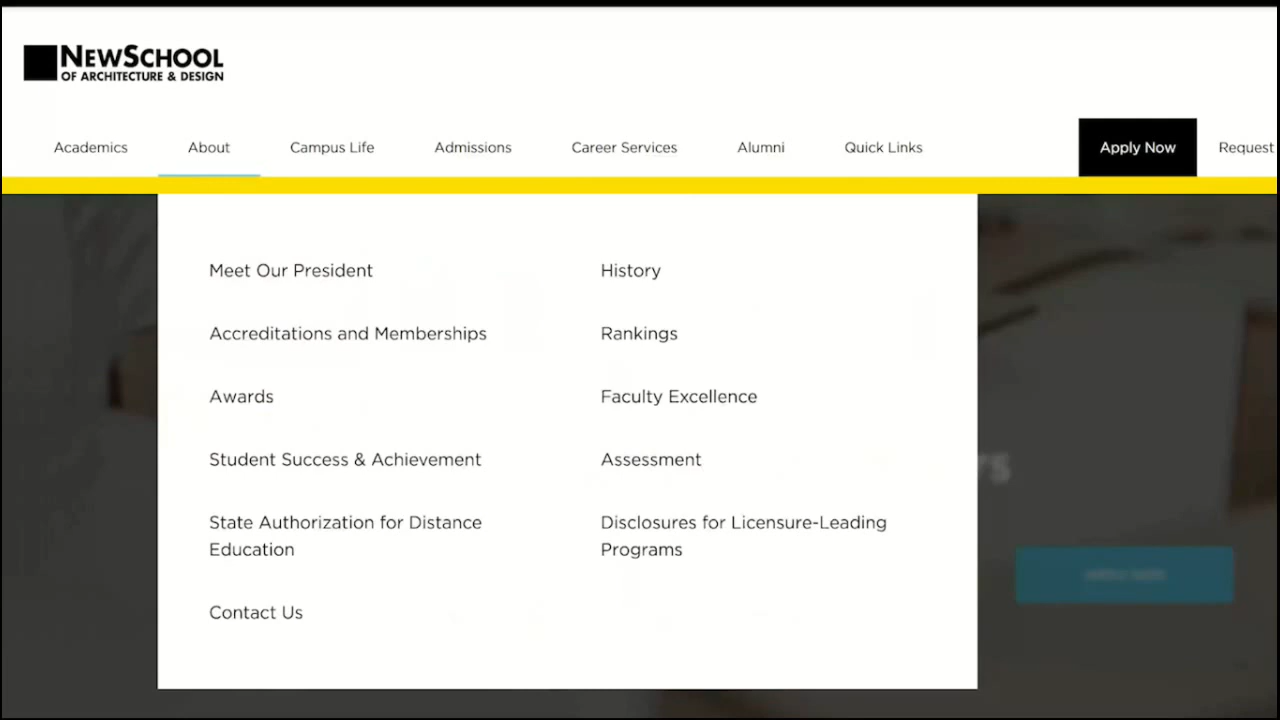 NEWSCHOOL
OF ARCHITECTURE & DESIGN
Academics About Campus Life Admissions Career Services Alumni Quick Links Apply Now Request
Meet Our President History
Accreditations and Memberships Rankings
Awards Faculty Excellence
Student Success & Achievement Assessment
State Authorization for Distance Disclosures for Licensure-Leading
Education Programs
Contact Us